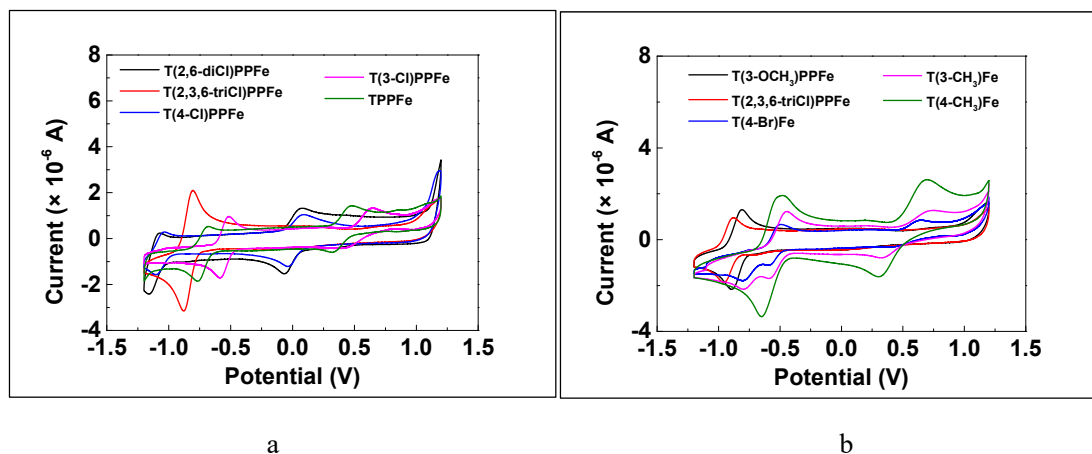 8
6
4
2
0
-2
-4
Current (× 10⁻⁶ A)
T(2,6-diCl)PPFe
T(2,3,6-triCl)PPFe
T(4-Cl)PPFe
T(3-Cl)PPFe
TPPFe
-1.5 -1.0 -0.5 0.0 0.5 1.0 1.5
Potential (V)
a
8
4
0
-4
Current (× 10⁻⁶ A)
T(3-OCH₃)PPFe
T(2,3,6-triCl)PPFe
T(4-Br)Fe
T(3-CH₃)Fe
T(4-CH₃)Fe
-1.5 -1.0 -0.5 0.0 0.5 1.0 1.5
Potential (V)
b